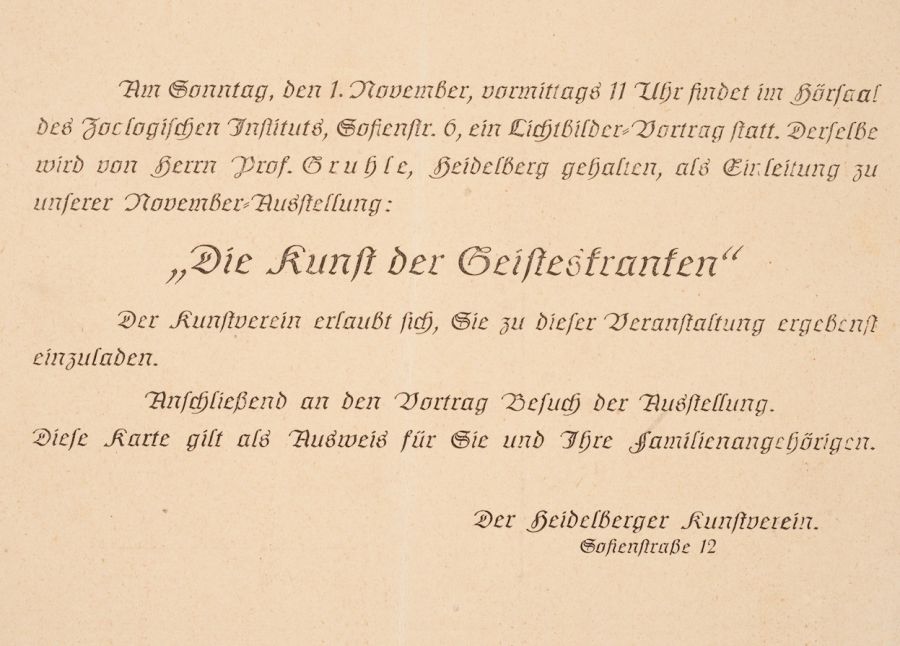 Am Sonntag, den 1. November, vormittags 11 Uhr findet im Hörsaal
des Zoologischen Instituts, Sofienstr. 6, ein Lichtbilder-Vortrag statt. Derselbe
wird von Herrn Prof. Gruhle, Heidelberg gehalten, als Einleitung zu
unserer November-Ausstellung:
„Die Kunst der Geisteskranken“
Der Kunstverein erlaubt sich, Sie zu dieser Veranstaltung ergebenst
einzuladen.
Anschließend an den Vortrag Besuch der Ausstellung.
Diese Karte gilt als Ausweis für Sie und Ihre Familienangehörigen.
Der Heidelberger Kunstverein.
Sofienstraße 12